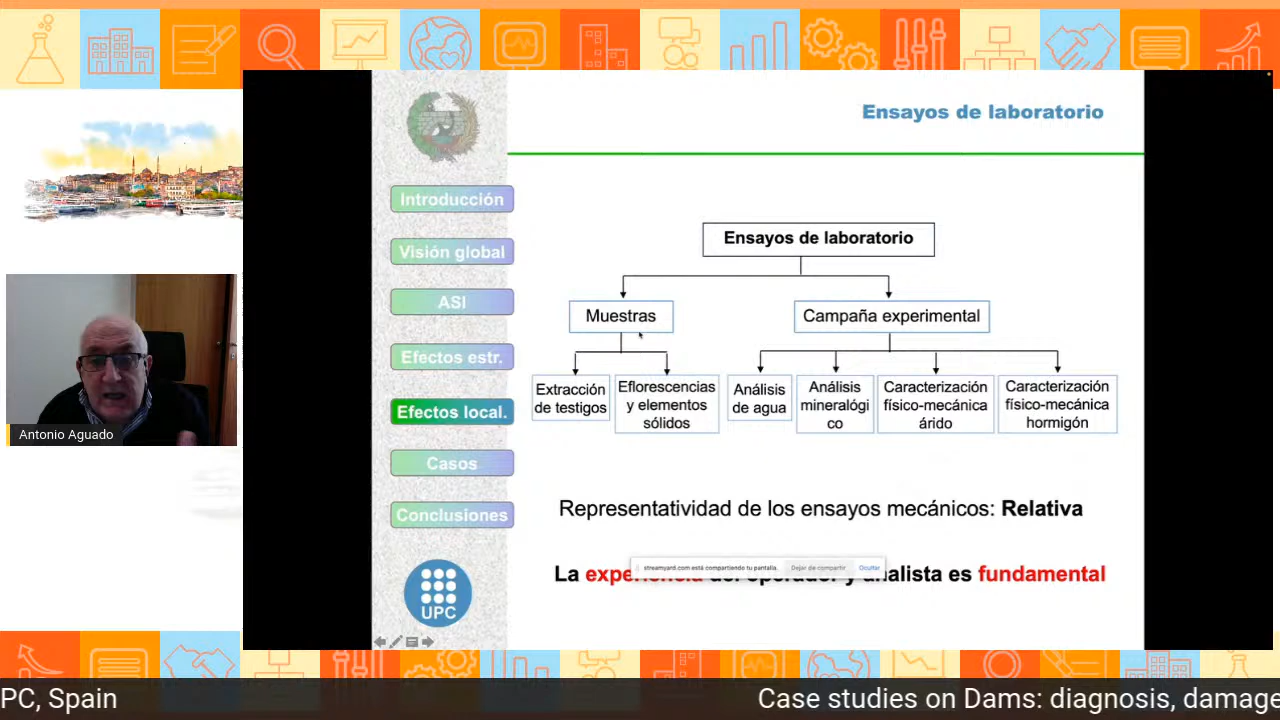 Ensayos de laboratorio
Introducción
Visión global
ASI
Efectos estr.
Efectos local.
Casos
Conclusiones
UPC
Ensayos de laboratorio
Muestras
Campaña experimental
Extracción
de testigos
Eflorescencias
y elementos
sólidos
Análisis
de agua
Análisis
mineralógi
co
Caracterización
físico-mecánica
árido
Caracterización
físico-mecánica
hormigón
Representatividad de los ensayos mecánicos: Relativa
streamyard.com está compartiendo tu pantalla. Dejar de compartir Ocultar
La experiencia del operador y analista es fundamental
Antonio Aguado
PC, Spain
Case studies on Dams: diagnosis, damage